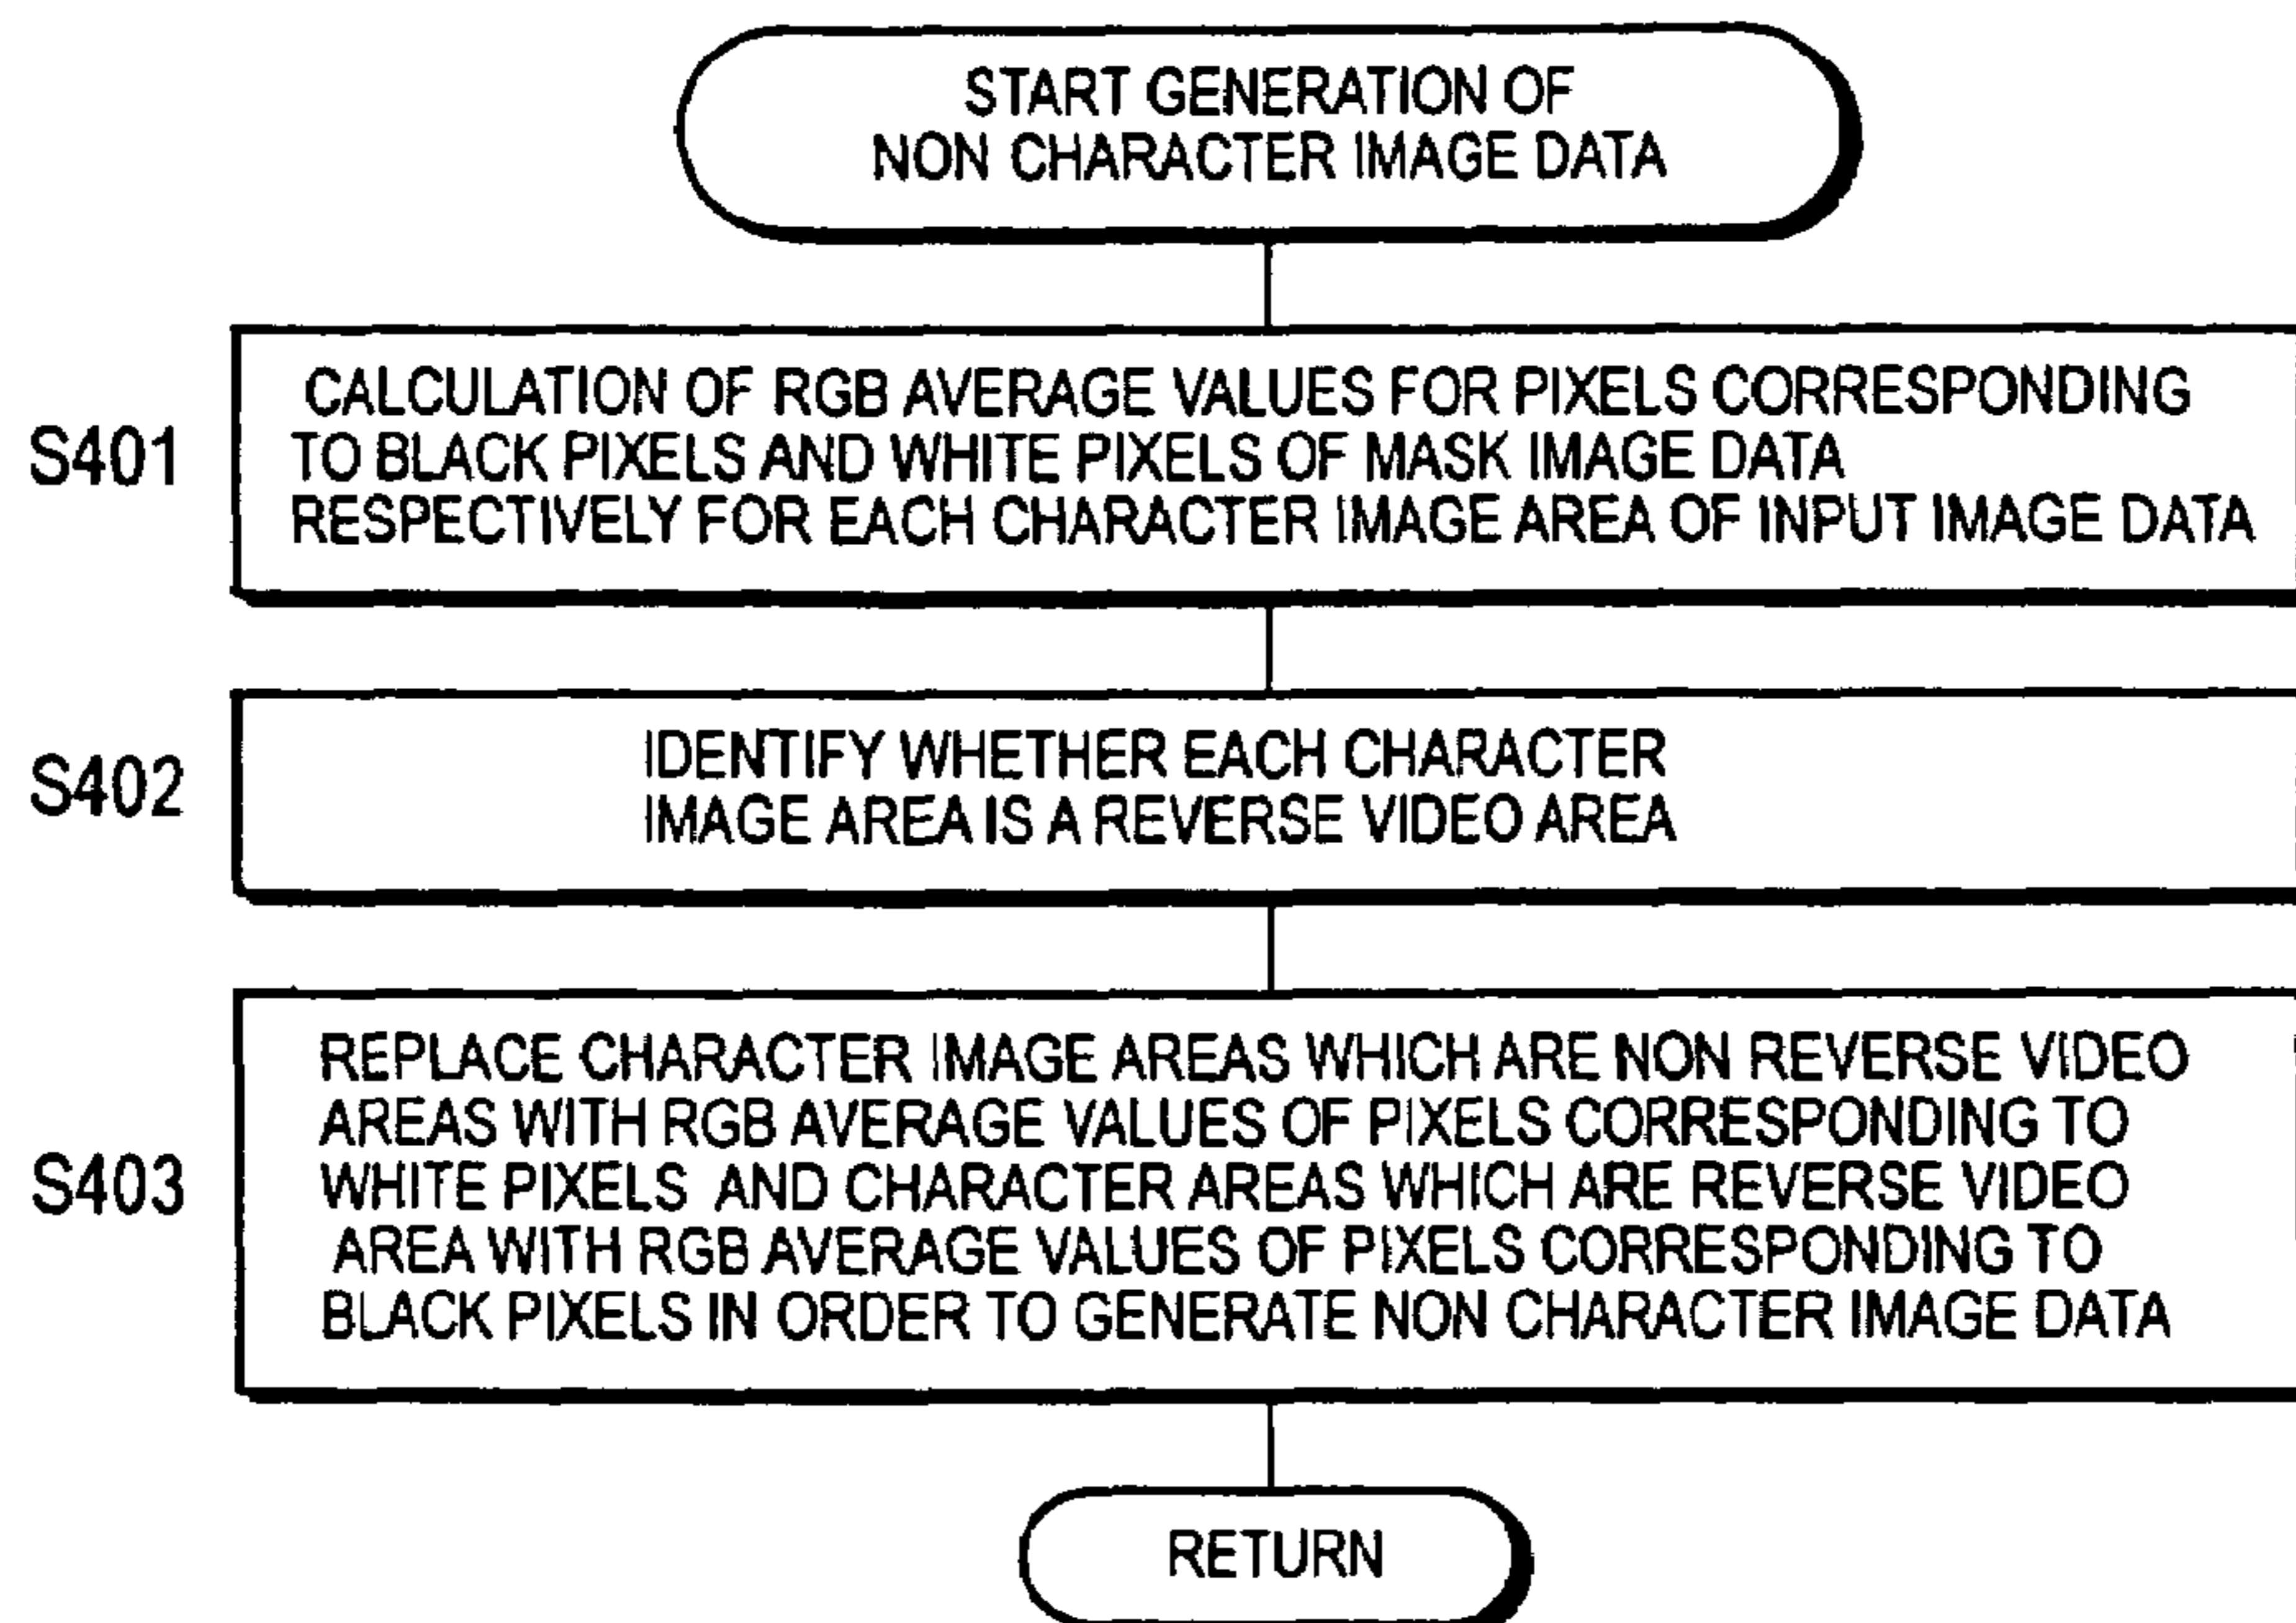 START GENERATION OF
NON CHARACTER IMAGE DATA
S401
CALCULATION OF RGB AVERAGE VALUES FOR PIXELS CORRESPONDING
TO BLACK PIXELS AND WHITE PIXELS OF MASK IMAGE DATA
RESPECTIVELY FOR EACH CHARACTER IMAGE AREA OF INPUT IMAGE DATA
S402
IDENTIFY WHETHER EACH CHARACTER
IMAGE AREA IS A REVERSE VIDEO AREA
S403
REPLACE CHARACTER IMAGE AREAS WHICH ARE NON REVERSE VIDEO
AREAS WITH RGB AVERAGE VALUES OF PIXELS CORRESPONDING TO
WHITE PIXELS AND CHARACTER AREAS WHICH ARE REVERSE VIDEO
AREA WITH RGB AVERAGE VALUES OF PIXELS CORRESPONDING TO
BLACK PIXELS IN ORDER TO GENERATE NON CHARACTER IMAGE DATA
RETURN